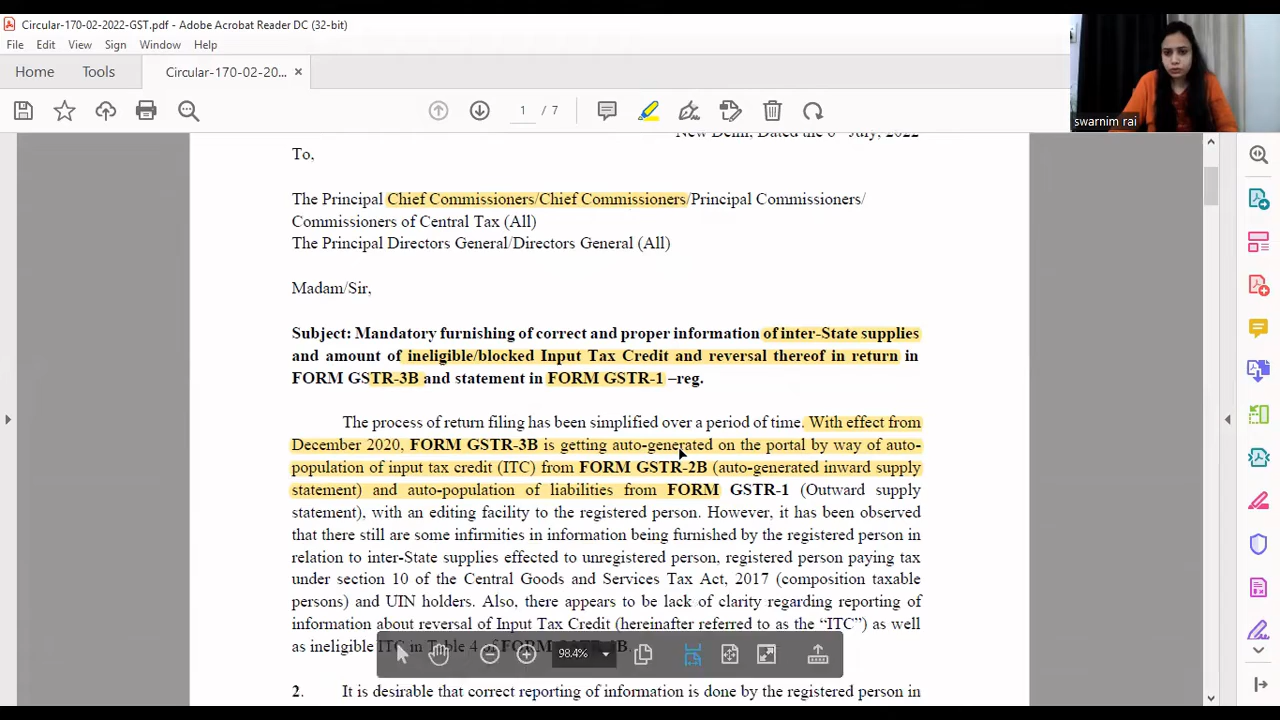 Circular-170-02-2022-GST.pdf - Adobe Acrobat Reader DC (32-bit)
File Edit View Sign Window Help
Home Tools Circular-170-02-20... ×
1 / 7
swarnim rai
New Delhi, Dated the 6th July, 2022
To,
The Principal Chief Commissioners/Chief Commissioners/Principal Commissioners/
Commissioners of Central Tax (All)
The Principal Directors General/Directors General (All)
Madam/Sir,
Subject: Mandatory furnishing of correct and proper information of inter-State supplies
and amount of ineligible/blocked Input Tax Credit and reversal thereof in return in
FORM GSTR-3B and statement in FORM GSTR-1 –reg.
The process of return filing has been simplified over a period of time. With effect from
December 2020, FORM GSTR-3B is getting auto-generated on the portal by way of auto-
population of input tax credit (ITC) from FORM GSTR-2B (auto-generated inward supply
statement) and auto-population of liabilities from FORM GSTR-1 (Outward supply
statement), with an editing facility to the registered person. However, it has been observed
that there still are some infirmities in information being furnished by the registered person in
relation to inter-State supplies effected to unregistered person, registered person paying tax
under section 10 of the Central Goods and Services Tax Act, 2017 (composition taxable
persons) and UIN holders. Also, there appears to be lack of clarity regarding reporting of
information about reversal of Input Tax Credit (hereinafter referred to as the “ITC”) as well
as ineligible ITC in Table 4 of
98.4%
2. It is desirable that correct reporting of information is done by the registered person in